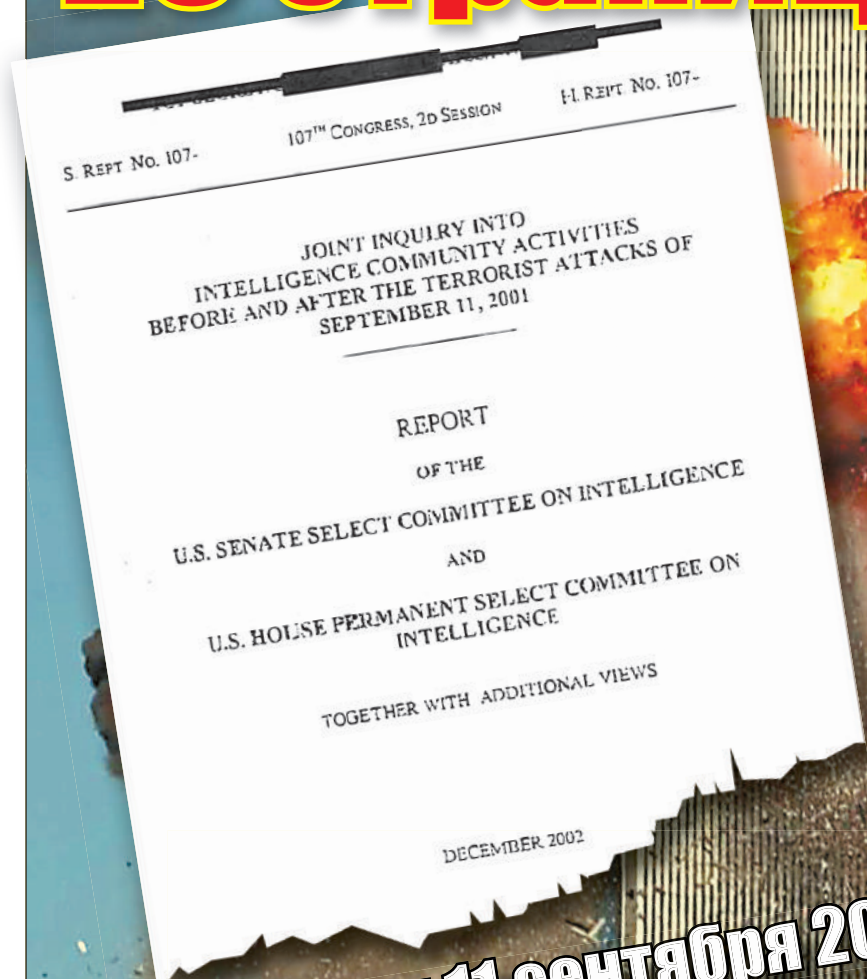 S. REPT No. 107-
107TH CONGRESS, 2D SESSION
H. REPT. No. 107-
JOINT INQUIRY INTO
INTELLIGENCE COMMUNITY ACTIVITIES
BEFORE AND AFTER THE TERRORIST ATTACKS OF
SEPTEMBER 11, 2001
REPORT
OF THE
U.S. SENATE SELECT COMMITTEE ON INTELLIGENCE
AND
U.S. HOUSE PERMANENT SELECT COMMITTEE ON
INTELLIGENCE
TOGETHER WITH ADDITIONAL VIEWS
DECEMBER 2002
11 сентября 20